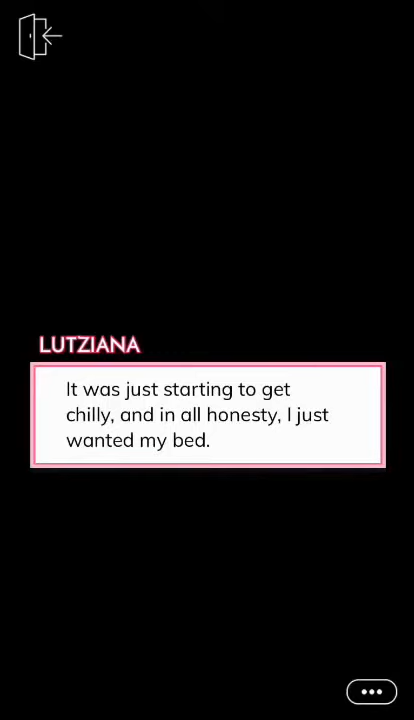 LUTZIANA
It was just starting to get
chilly, and in all honesty, I just
wanted my bed.